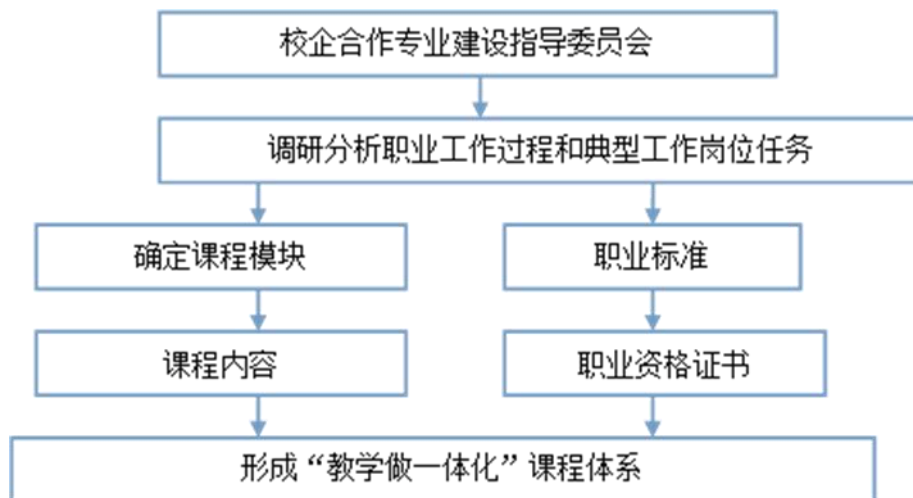 校企合作专业建设指导委员会
调研分析职业工作过程和典型工作岗位任务
确定课程模块
职业标准
课程内容
职业资格证书
形成“教学做一体化”课程体系